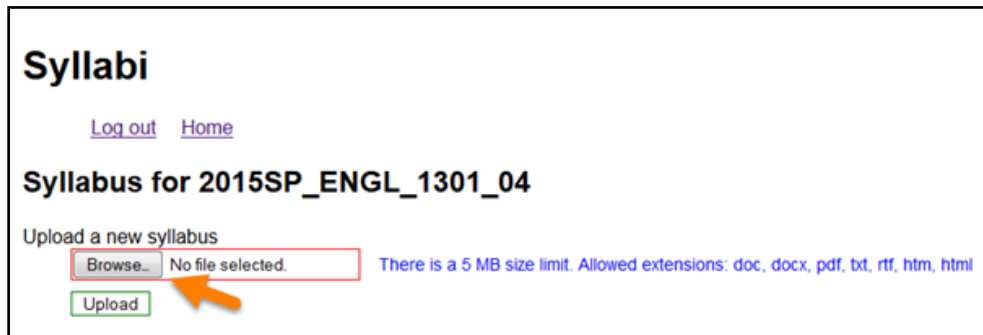 Syllabi
Log out Home
Syllabus for 2015SP_ENGL_1301_04
Upload a new syllabus
Browse... No file selected. There is a 5 MB size limit. Allowed extensions: doc, docx, pdf, txt, rtf, htm, html
Upload